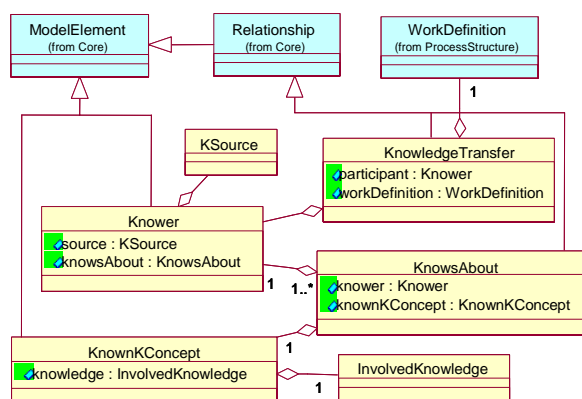 ModelElement
(from Core)
Relationship
(from Core)
WorkDefinition
(from ProcessStructure)
1
KSource
KnowledgeTransfer
participant : Knower
workDefinition : WorkDefinition
Knower
source : KSource
knowsAbout : KnowsAbout
1
1..*
KnowsAbout
knower : Knower
knownKConcept : KnownKConcept
1
KnownKConcept
knowledge : InvolvedKnowledge
1
InvolvedKnowledge